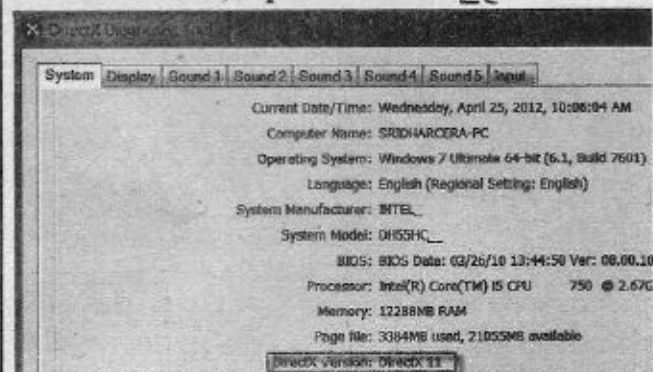 DirectX Diagnostic Tool
System Display Sound 1 Sound 2 Sound 3 Sound 4 Sound 5 Input
Current Date/Time: Wednesday, April 25, 2012, 10:06:04 AM
Computer Name: SRIDHARCERA-PC
Operating System: Windows 7 Ultimate 64-bit (6.1, Build 7601)
Language: English (Regional Setting: English)
System Manufacturer: INTEL_
System Model: DH55HC__
BIOS: BIOS Date: 03/26/10 13:44:50 Ver: 08.00.10
Processor: Intel(R) Core(TM) i5 CPU 750 @ 2.67G
Memory: 12288MB RAM
Page file: 3384MB used, 21055MB available
DirectX Version: DirectX 11